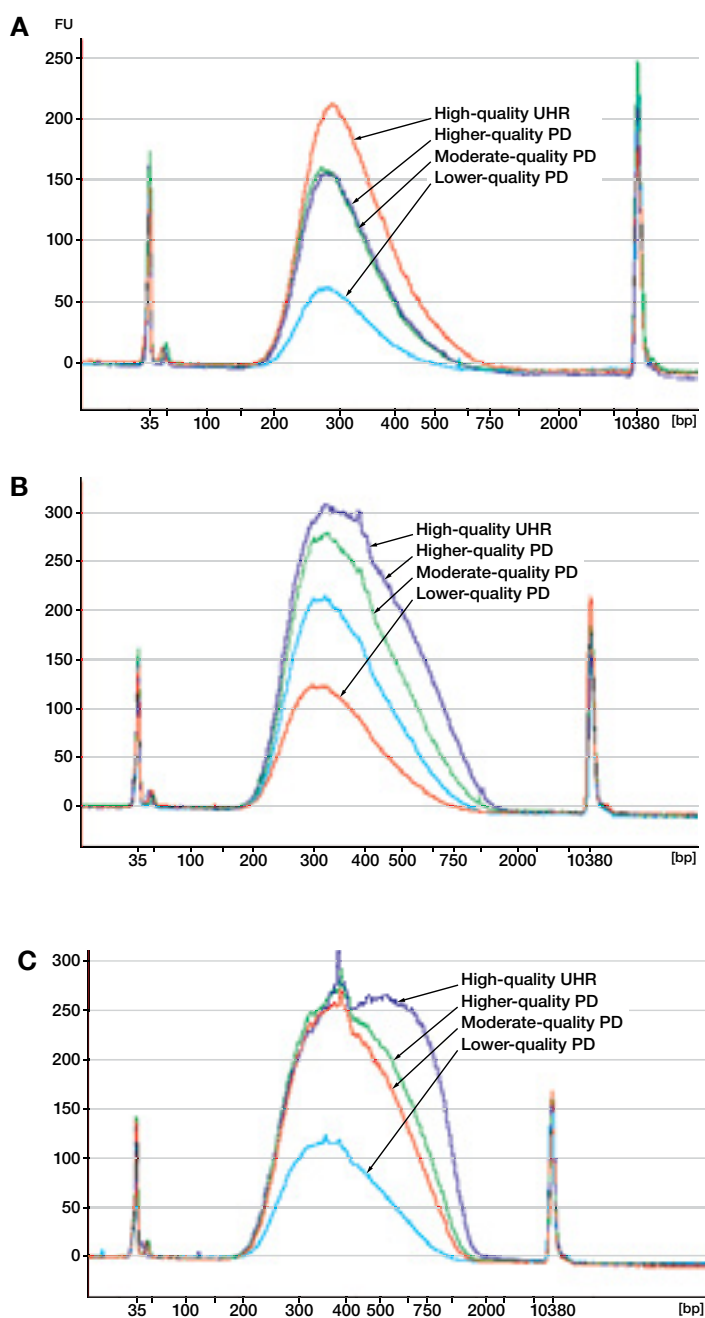 A
FU
250
200
150
100
50
0
High-quality UHR
Higher-quality PD
Moderate-quality PD
Lower-quality PD
35 100 200 300 400 500 750 2000 10380 [bp]
B
300
250
200
150
100
50
0
High-quality UHR
Higher-quality PD
Moderate-quality PD
Lower-quality PD
35 100 200 300 400 500 750 2000 10380 [bp]
C
300
250
200
150
100
50
0
High-quality UHR
Higher-quality PD
Moderate-quality PD
Lower-quality PD
35 100 200 300 400 500 750 2000 10380 [bp]